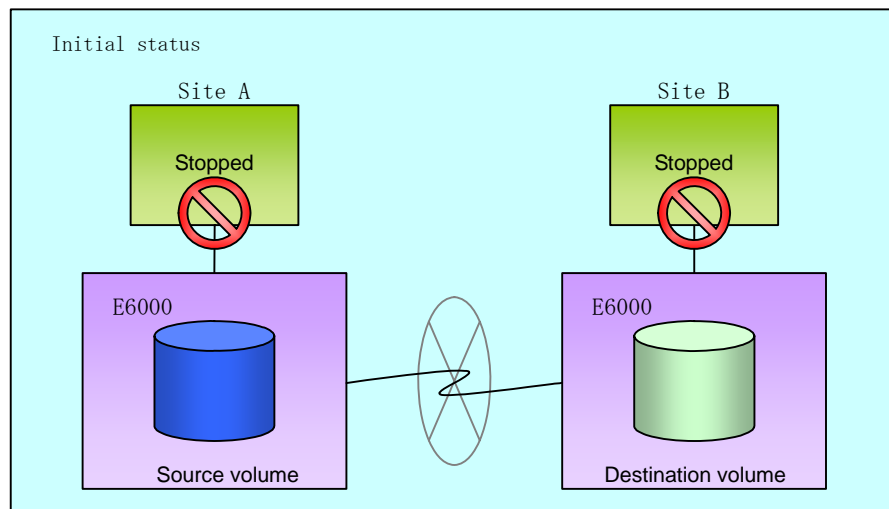 Initial status
Site A
Site B
Stopped
Stopped
E6000
E6000
Source volume
Destination volume